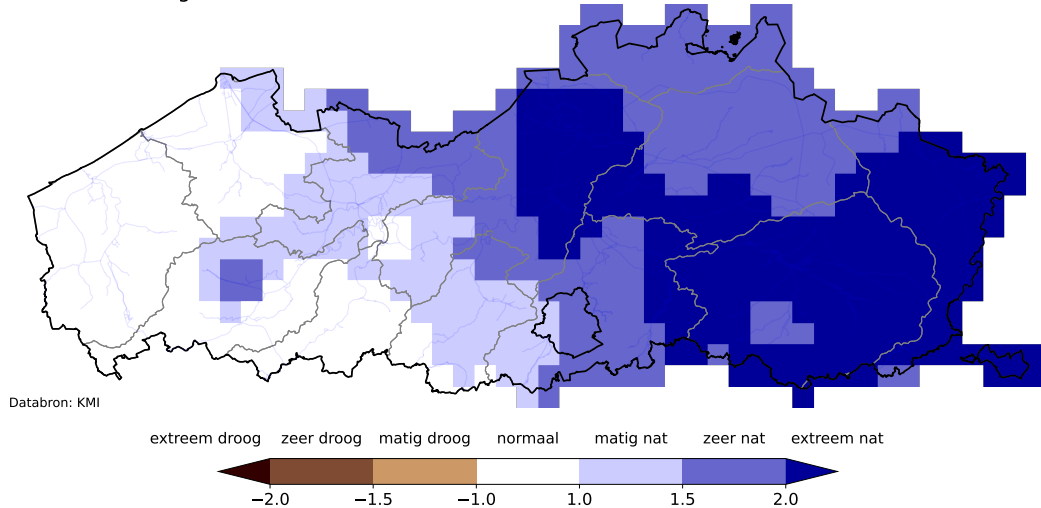 Databron: KMI
extreem droog zeer droog matig droog normaal matig nat zeer nat extreem nat
−2.0 −1.5 −1.0 1.0 1.5 2.0